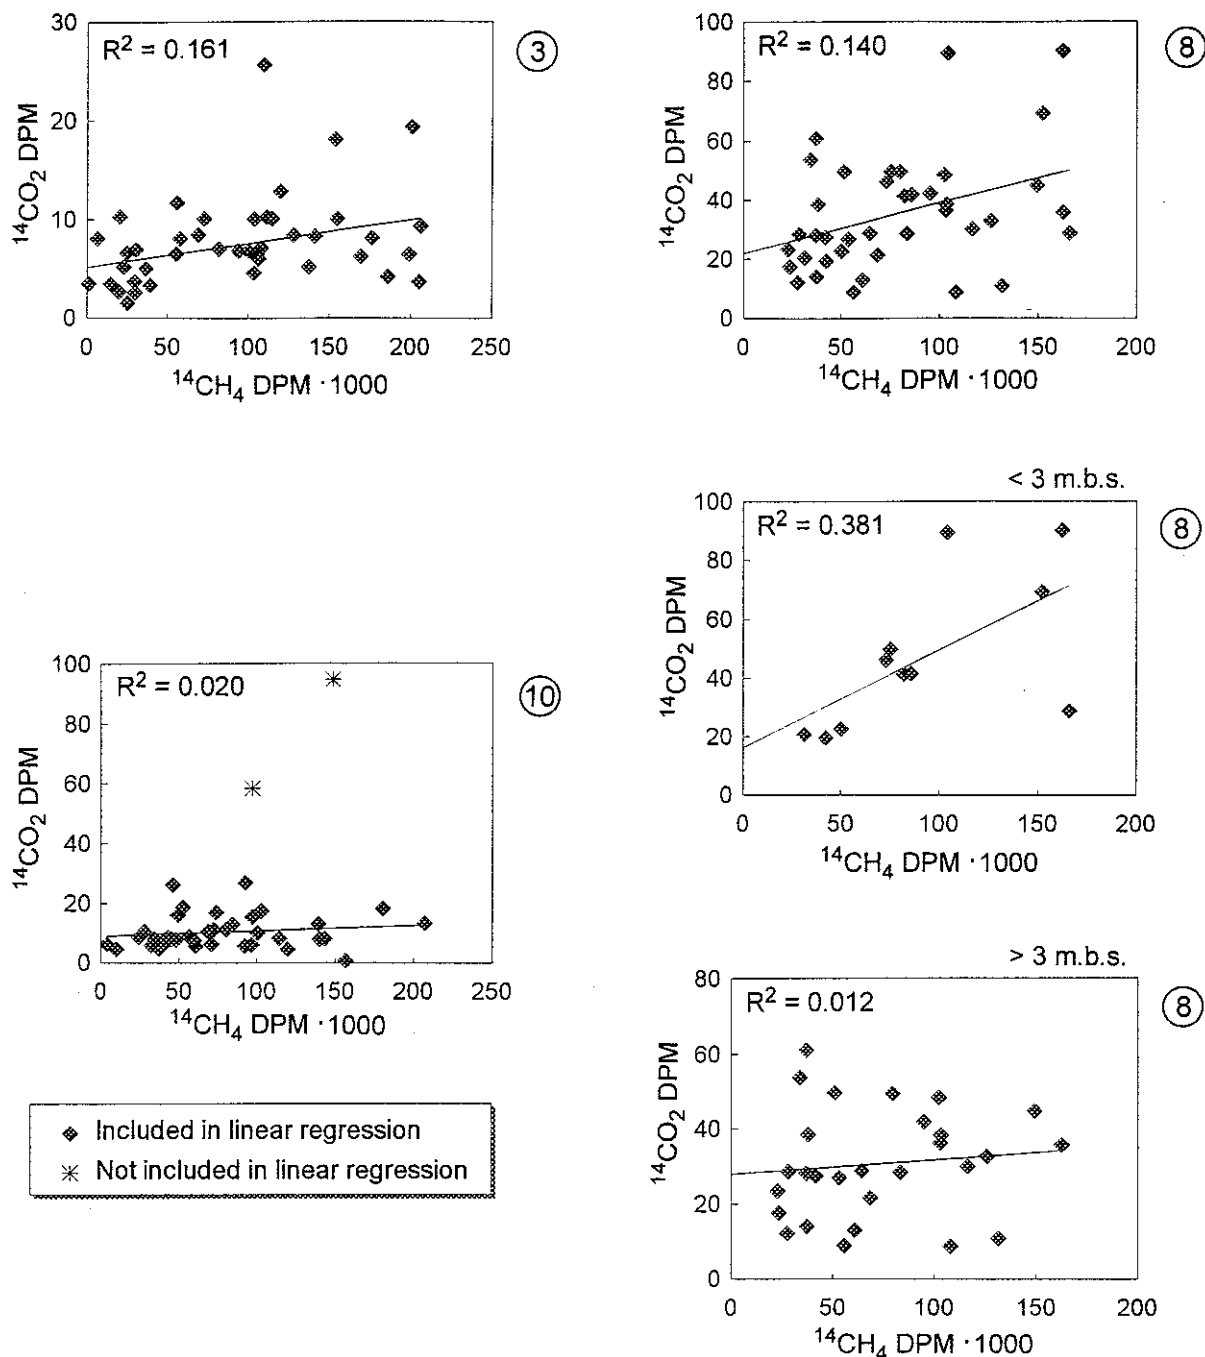 R² = 0.161
③
30
20
10
0
¹⁴CO₂ DPM
0 50 100 150 200 250
¹⁴CH₄ DPM · 1000
R² = 0.140
⑧
100
80
60
40
20
0
¹⁴CO₂ DPM
0 50 100 150 200
¹⁴CH₄ DPM · 1000
< 3 m.b.s.
R² = 0.381
⑧
100
80
60
40
20
0
¹⁴CO₂ DPM
0 50 100 150 200
¹⁴CH₄ DPM · 1000
R² = 0.020
⑩
100
80
60
40
20
0
¹⁴CO₂ DPM
0 50 100 150 200 250
¹⁴CH₄ DPM · 1000
> 3 m.b.s.
R² = 0.012
⑧
80
60
40
20
0
¹⁴CO₂ DPM
0 50 100 150 200
¹⁴CH₄ DPM · 1000
Included in linear regression
Not included in linear regression